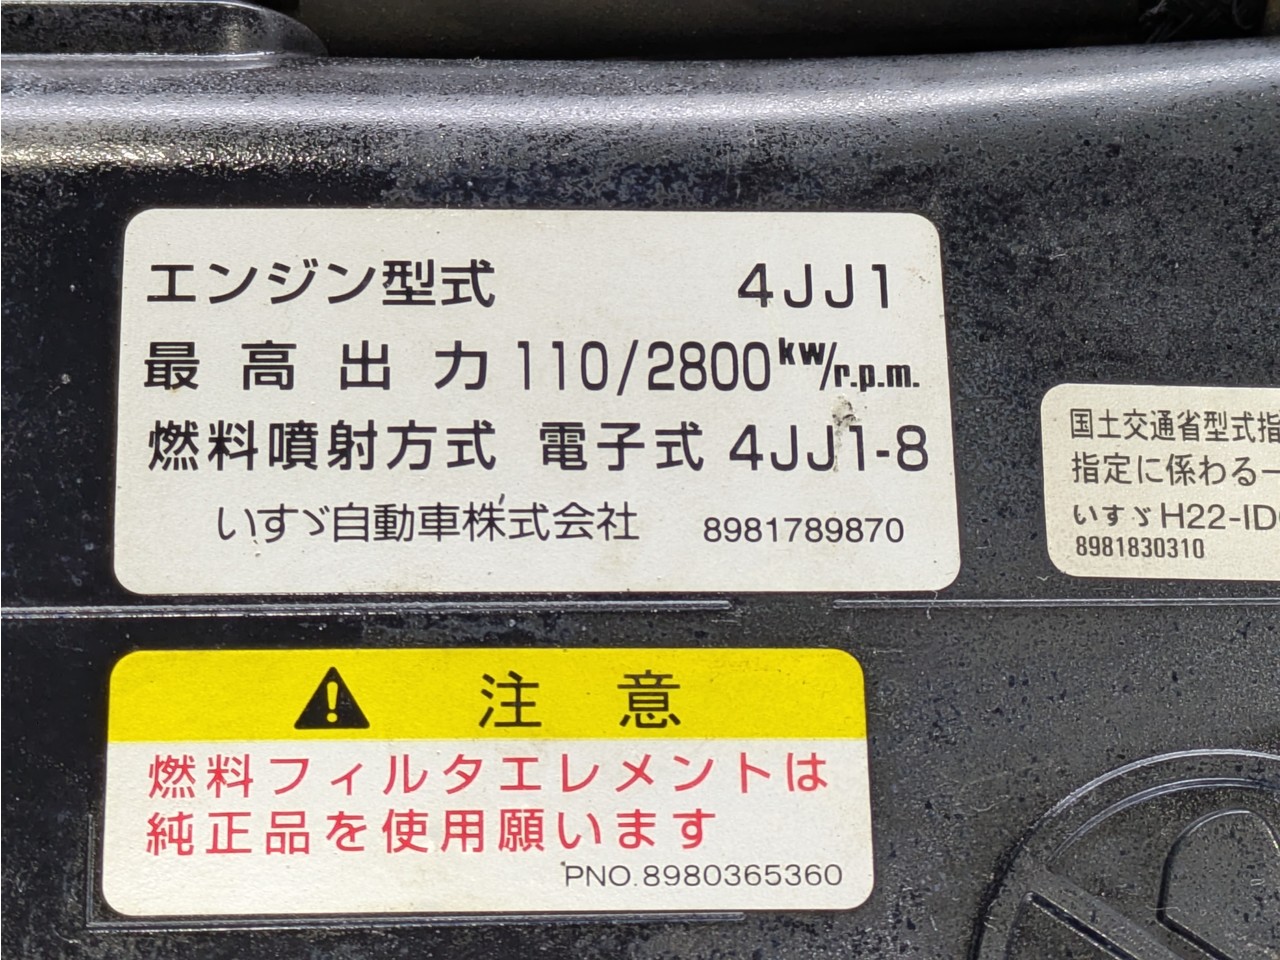 エンジン型式 4JJ1
最高出力 110/2800kW/r.p.m.
燃料噴射方式 電子式 4JJ1-8
いすゞ自動車株式会社 8981789870
国土交通省型式指
指定に係わる一
いすゞ H22-ID
8981830310
⚠ 注意
燃料フィルタエレメントは
純正品を使用願います
PNO.8980365360